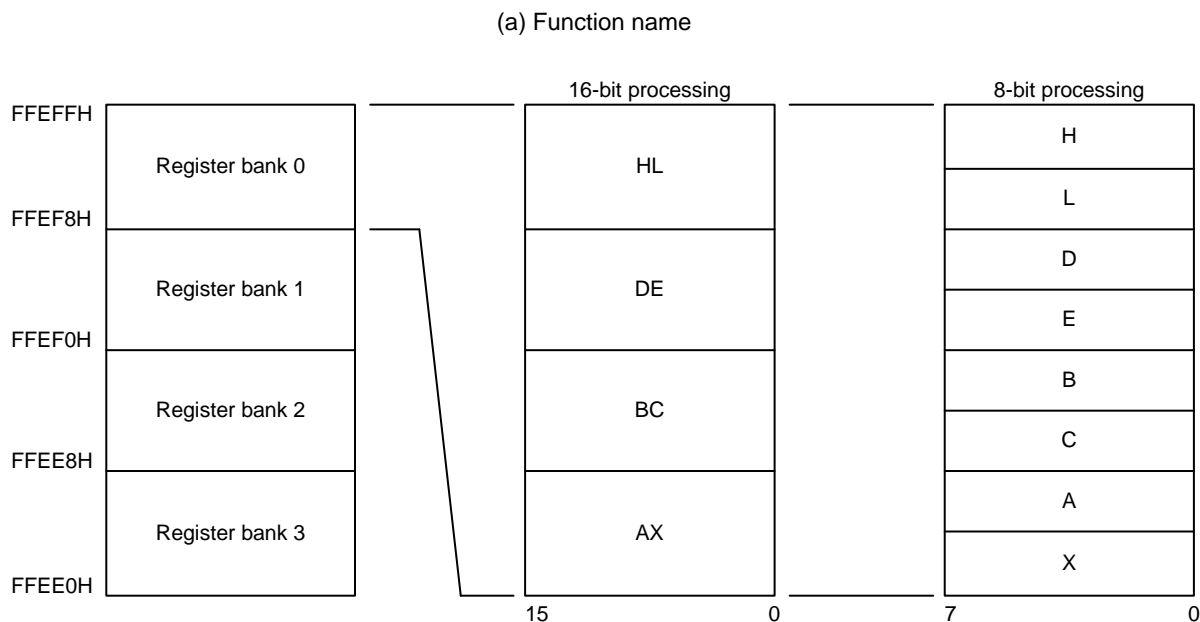 (a) Function name
16-bit processing
8-bit processing
FFEFFH
Register bank 0
HL
H
L
FFEF8H
Register bank 1
DE
D
E
FFEF0H
Register bank 2
BC
B
C
FFEE8H
Register bank 3
AX
A
X
FFEE0H
15 0 7 0